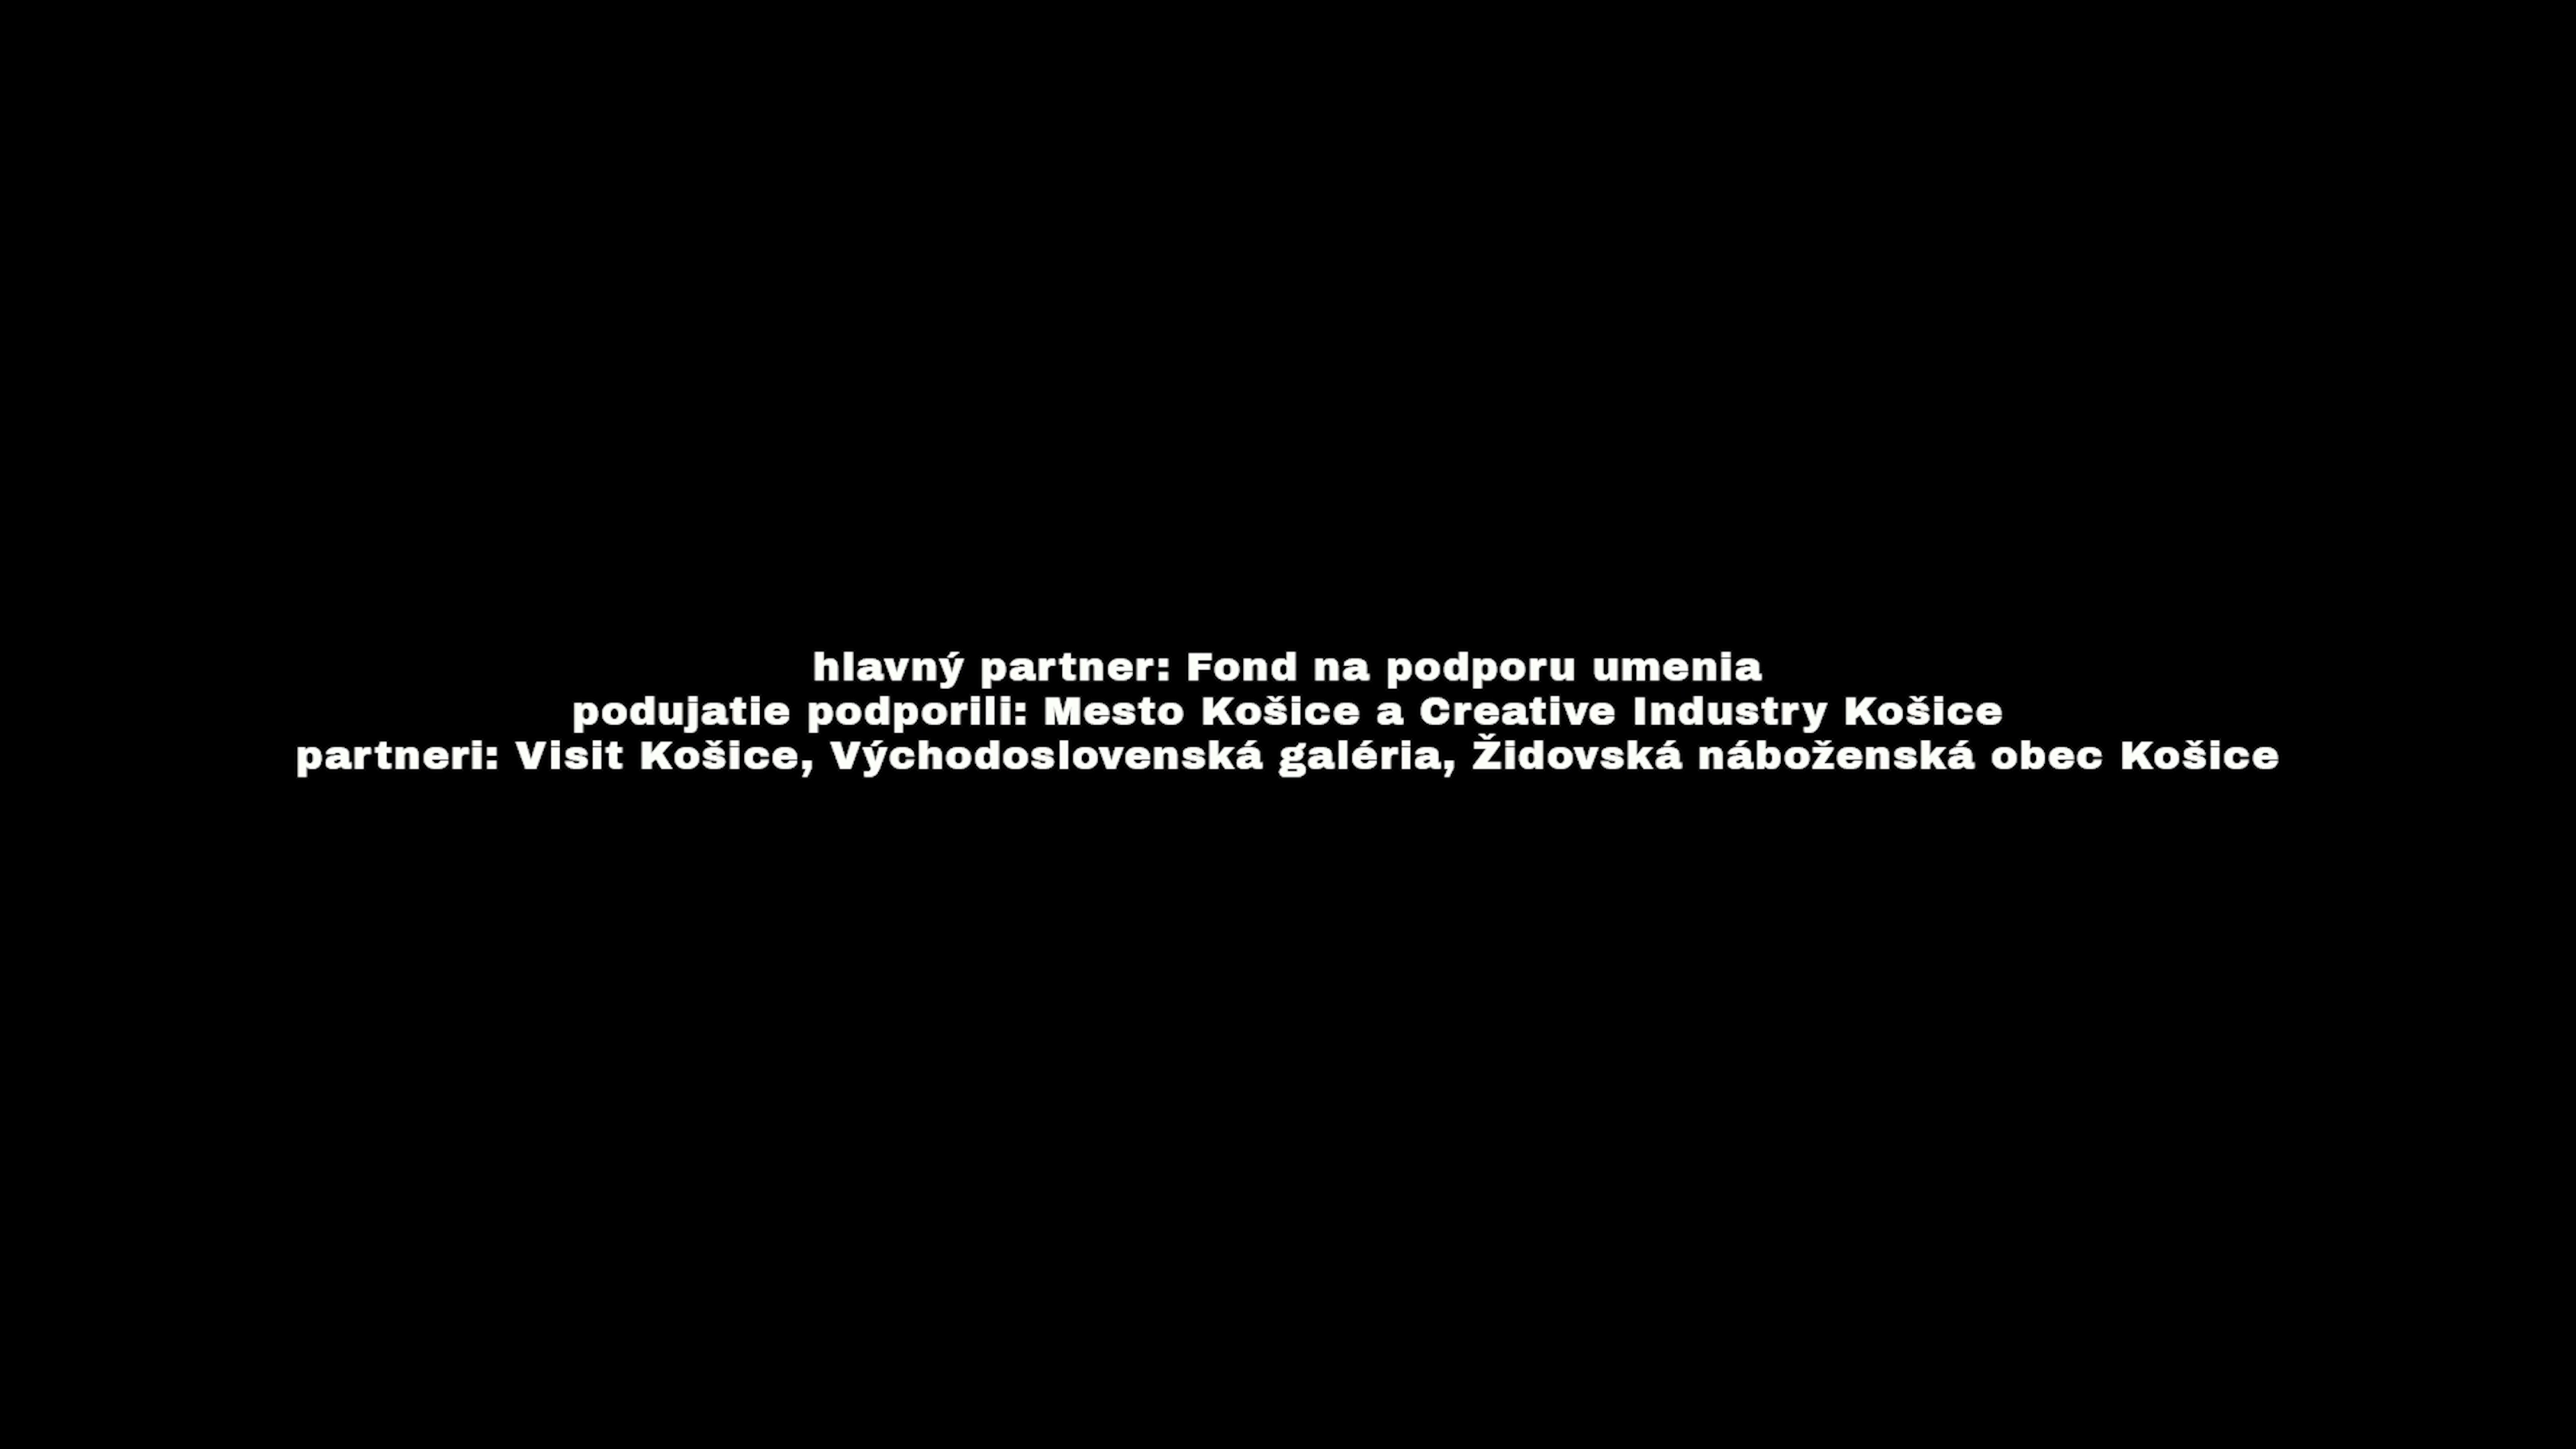 hlavný partner: Fond na podporu umenia
podujatie podporili: Mesto Košice a Creative Industry Košice
partneri: Visit Košice, Východoslovenská galéria, Židovská náboženská obec Košice